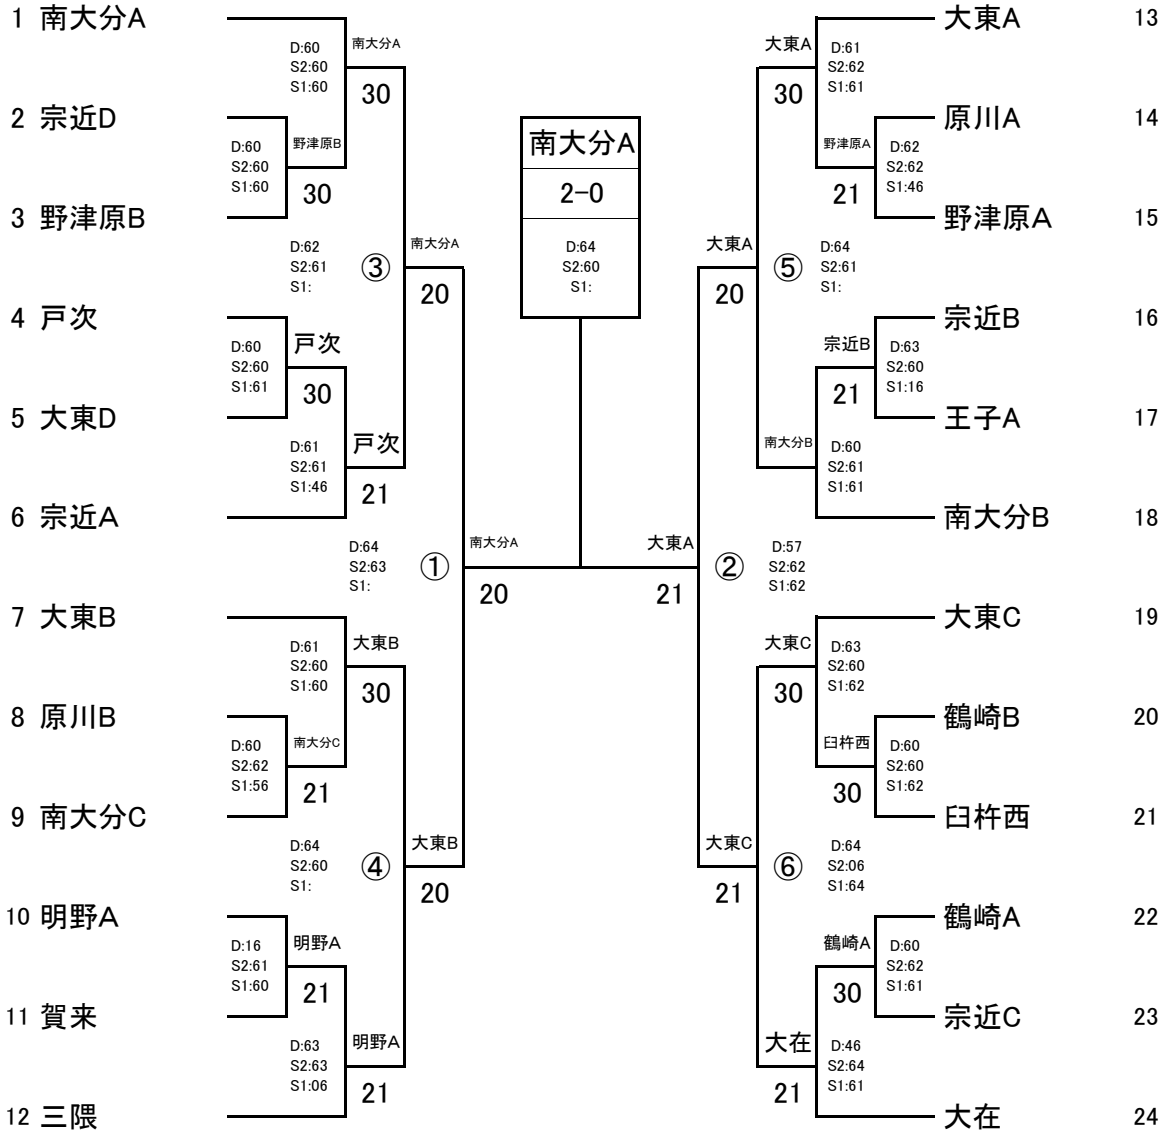 1 南大分A
D:60
S2:60
S1:60
南大分A
30
2 宗近D
D:60
S2:60
S1:60
野津原B
30
3 野津原B
D:62
S2:61
S1:
③
南大分A
20
4 戸次
D:60
S2:60
S1:61
戸次
30
5 大東D
D:61
S2:61
S1:46
戸次
21
6 宗近A
D:64
S2:63
S1:
①
南大分A
20
7 大東B
D:61
S2:60
S1:60
大東B
30
8 原川B
D:60
S2:62
S1:56
南大分C
21
9 南大分C
D:64
S2:60
S1:
④
大東B
20
10 明野A
D:16
S2:61
S1:60
明野A
21
11 賀来
D:63
S2:63
S1:06
明野A
21
12 三隈
南大分A
2-0
D:64
S2:60
S1:
大東A 13
大東A
30
D:61
S2:62
S1:61
原川A 14
野津原A
21
D:62
S2:62
S1:46
野津原A 15
大東A
20
⑤
D:64
S2:61
S1:
宗近B 16
宗近B
21
D:63
S2:60
S1:16
王子A 17
南大分B
D:60
S2:61
S1:61
南大分B 18
大東A
21
②
D:57
S2:62
S1:62
大東C 19
大東C
30
D:63
S2:60
S1:62
鶴崎B 20
臼杵西
30
D:60
S2:60
S1:62
臼杵西 21
大東C
21
⑥
D:64
S2:06
S1:64
鶴崎A 22
鶴崎A
30
D:60
S2:62
S1:61
宗近C 23
大在
21
D:46
S2:64
S1:61
大在 24